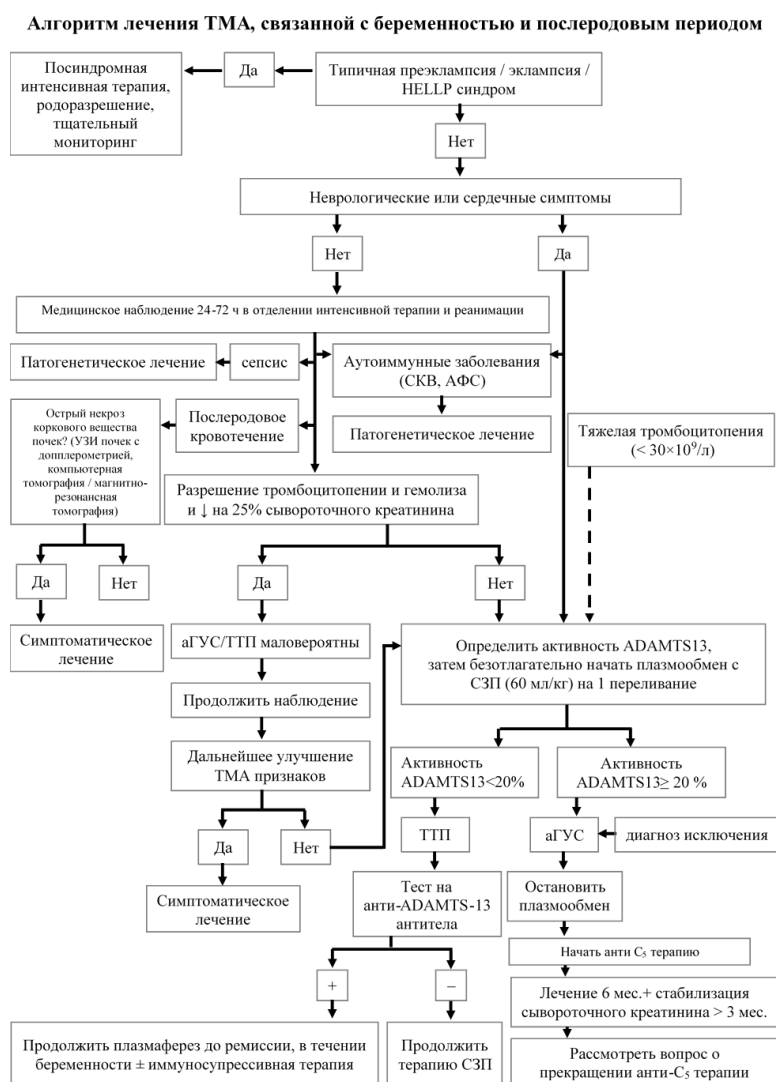 Алгоритм лечения ТМА, связанной с беременностью и послеродовым периодом
Посиндромная
интенсивная терапия,
родоразрешение,
тщательный
мониторинг
Да
Типичная преэклампсия / эклампсия /
HELLP синдром
Нет
Неврологические или сердечные симптомы
Нет
Да
Медицинское наблюдение 24-72 ч в отделении интенсивной терапии и реанимации
Патогенетическое лечение
сепсис
Аутоиммунные заболевания
(СКВ, АФС)
Острый некроз
коркового вещества
почек? (УЗИ почек с
допплерометрией,
компьютерная
томография / магнитно-
резонансная
томография)
Послеродовое
кровотечение
Патогенетическое лечение
Тяжелая тромбоцитопения
(< 30×10⁹/л)
Разрешение тромбоцитопении и гемолиза
и ↓ на 25% сывороточного креатинина
Да
Нет
Да
Нет
Симптоматическое
лечение
аГУС/ТТП маловероятны
Определить активность ADAMTS13,
затем безотлагательно начать плазмообмен с
СЗП (60 мл/кг) на 1 переливание
Продолжить наблюдение
Дальнейшее улучшение
ТМА признаков
Активность
ADAMTS13<20%
Активность
ADAMTS13≥ 20 %
Да
Нет
ТТП
аГУС
диагноз исключения
Симптоматическое
лечение
Тест на
анти-ADAMTS-13
антитела
Остановить
плазмообмен
Начать анти С₅ терапию
+
–
Лечение 6 мес.+ стабилизация
сывороточного креатинина > 3 мес.
Продолжить плазмаферез до ремиссии, в течении
беременности ± иммуносупрессивная терапия
Продолжить
терапию СЗП
Рассмотреть вопрос о
прекращении анти-С₅ терапии